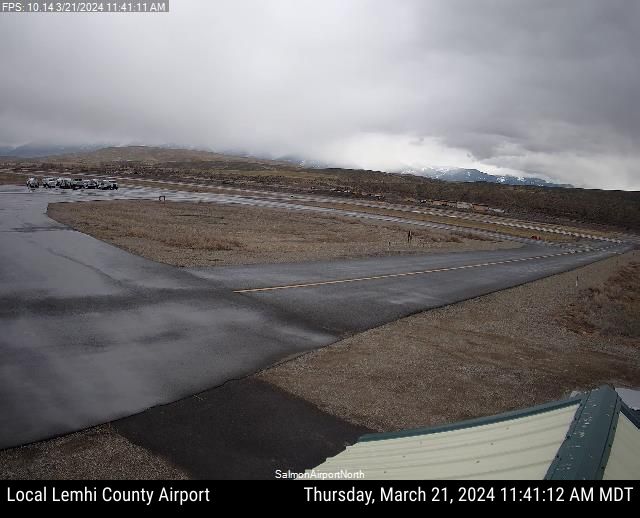 FPS: 10.14 3/21/2024 11:41:11 AM
SalmonAirportNorth
Local Lemhi County Airport
Thursday, March 21, 2024 11:41:12 AM MDT